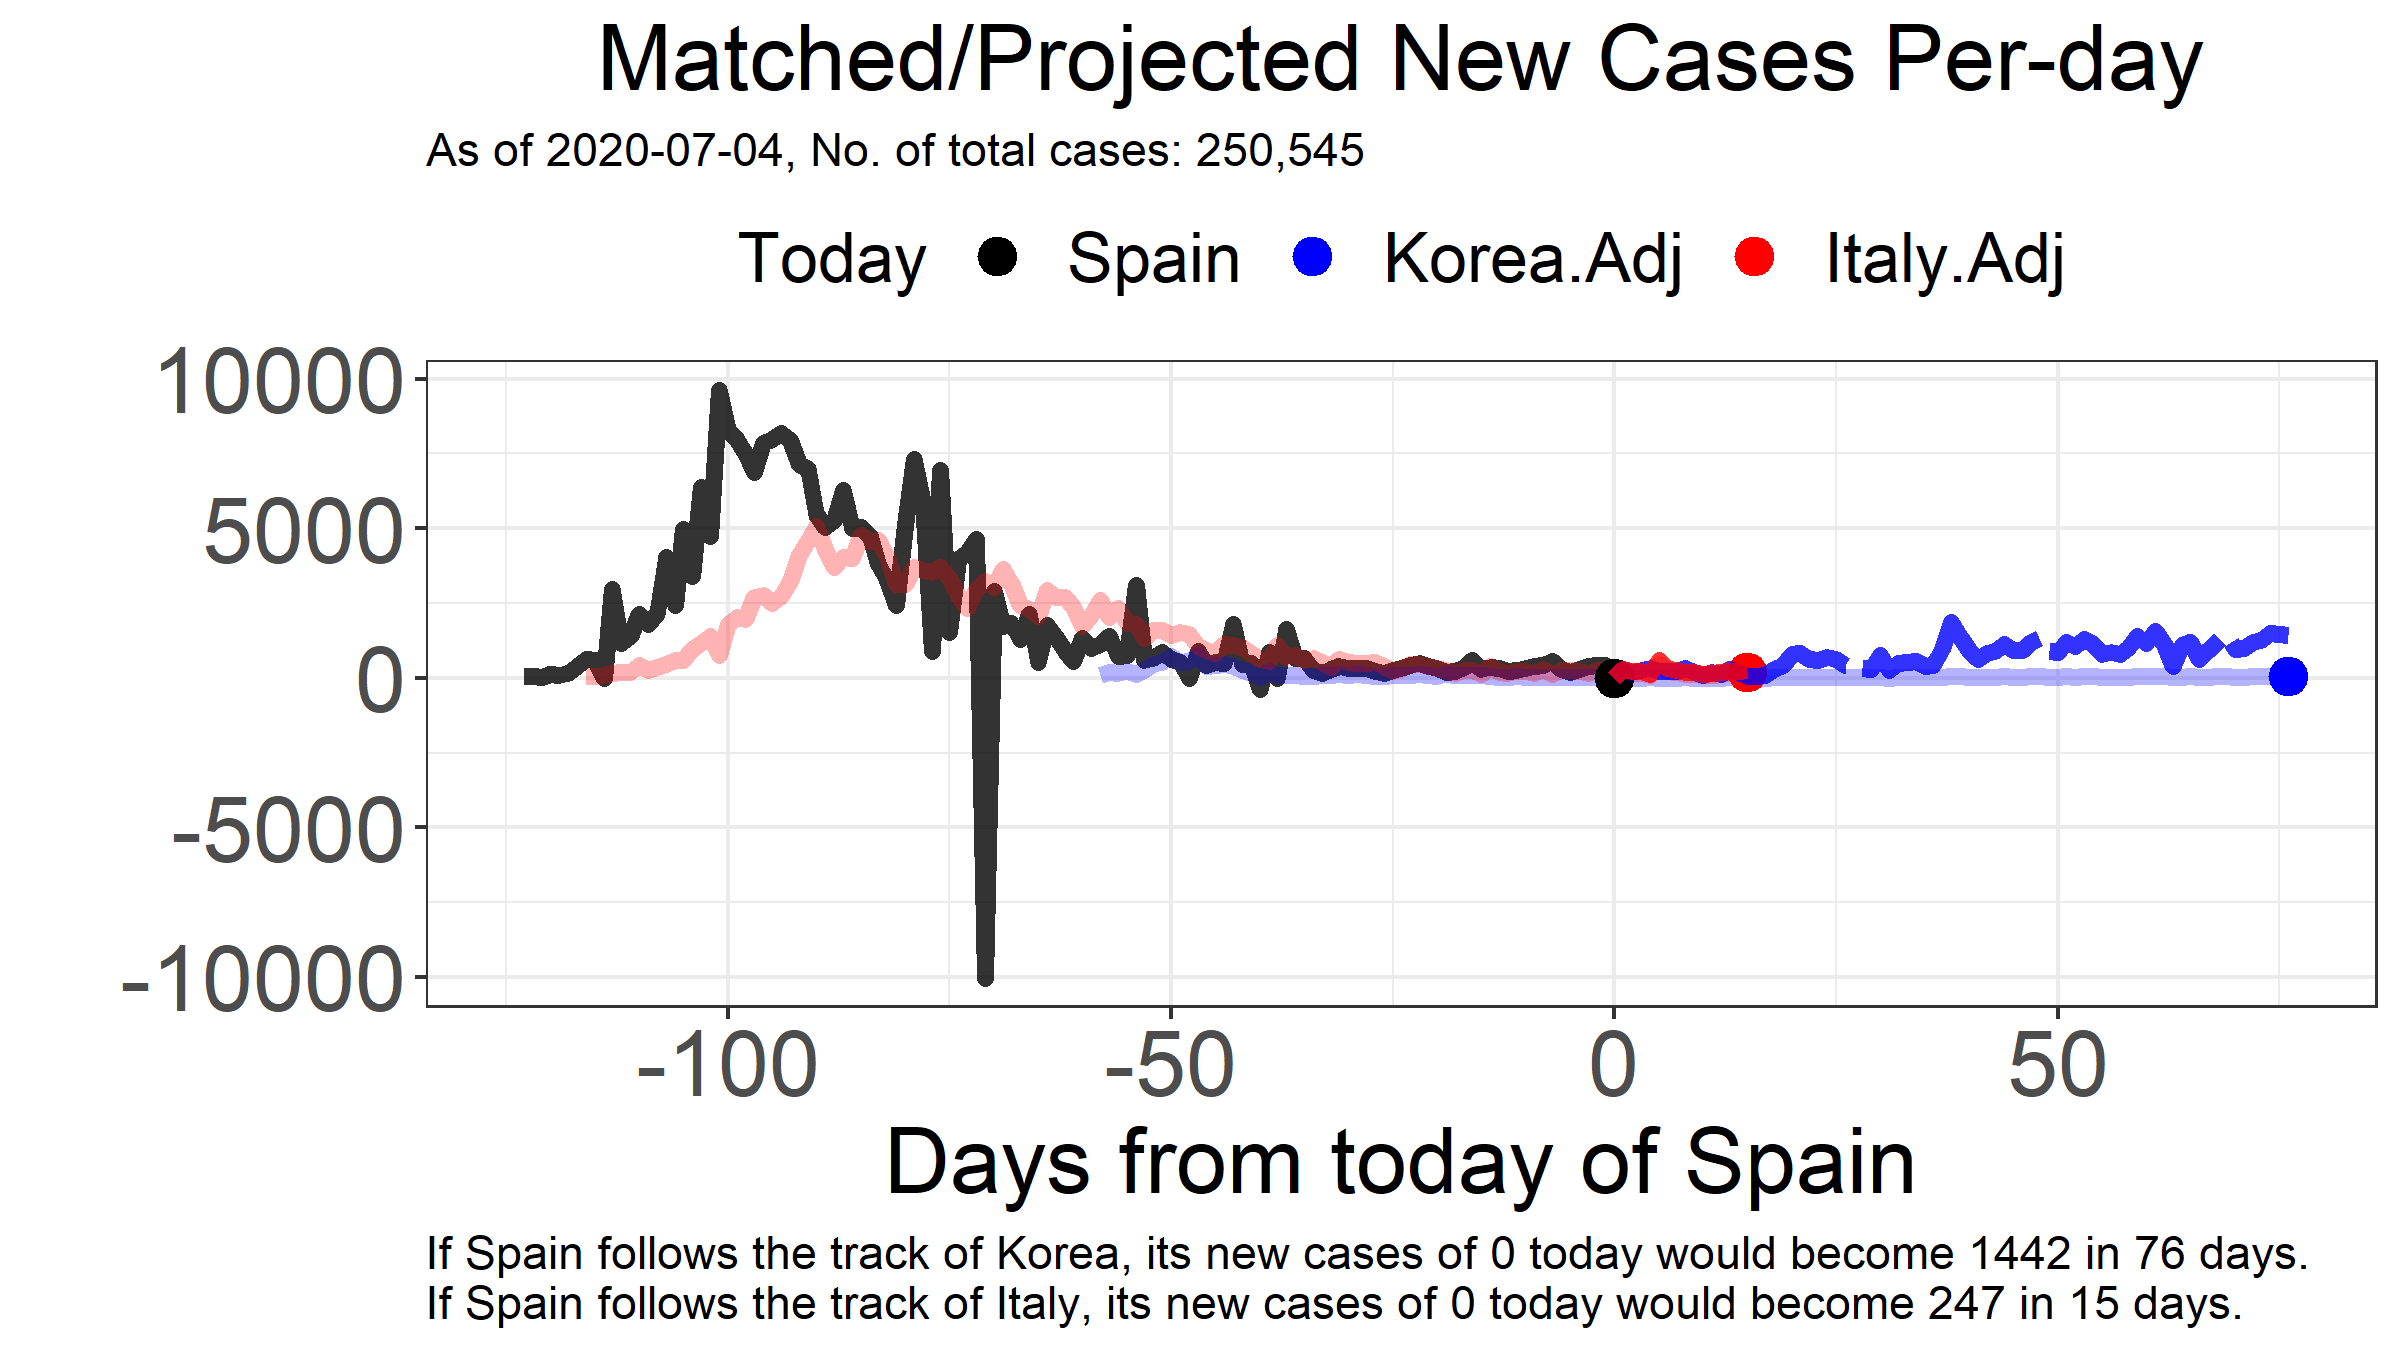 Matched/Projected New Cases Per-day
As of 2020-07-04, No. of total cases: 250,545
Today Spain Korea.Adj Italy.Adj
10000
5000
0
-5000
-10000
-100 -50 0 50
Days from today of Spain
If Spain follows the track of Korea, its new cases of 0 today would become 1442 in 76 days.
If Spain follows the track of Italy, its new cases of 0 today would become 247 in 15 days.